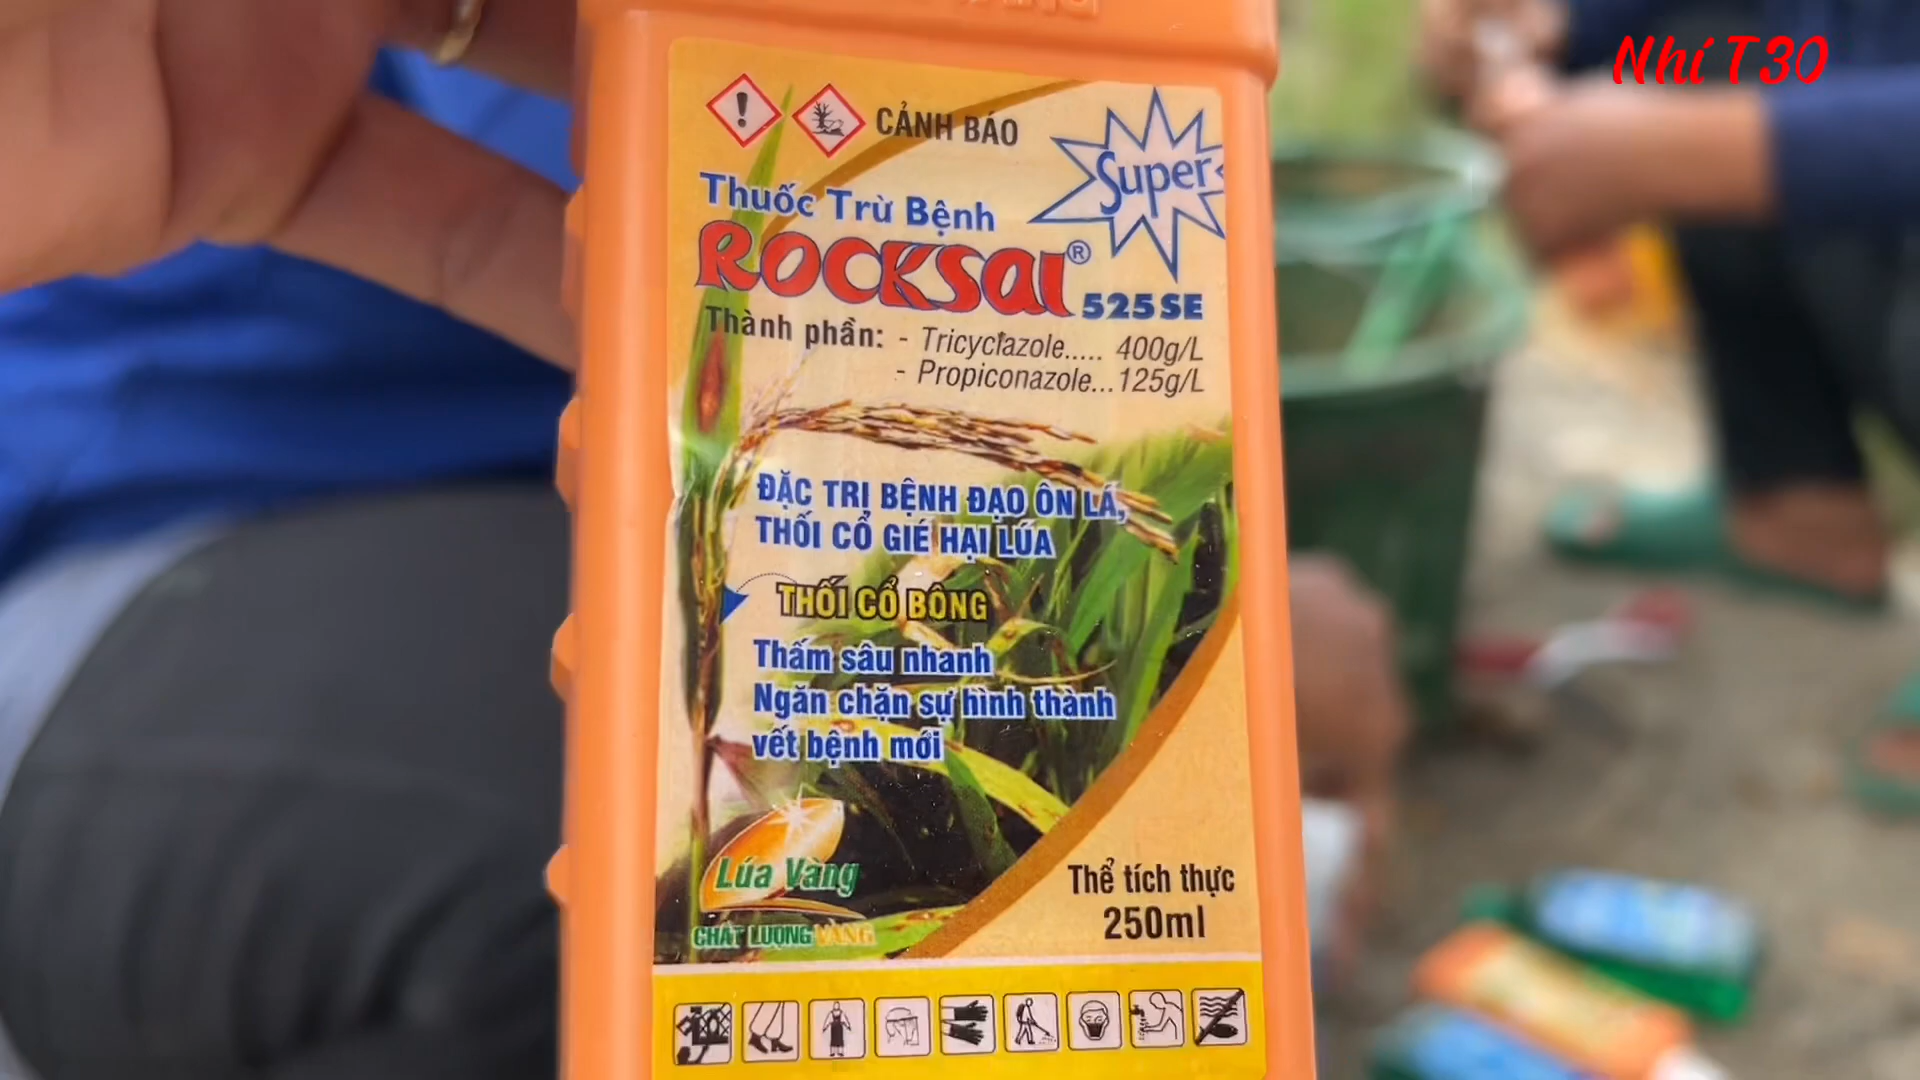 Nhí T30
CẢNH BÁO
Super
Thuốc Trừ Bệnh
ROCKSAI®
525SE
Thành phần: - Tricyclazole..... 400g/L
- Propiconazole...125g/L
ĐẶC TRỊ BỆNH ĐẠO ÔN LÁ,
THỐI CỔ GIÉ HẠI LÚA
THỐI CỔ BÔNG
Thấm sâu nhanh
Ngăn chặn sự hình thành
vết bệnh mới
Lúa Vàng
CHẤT LƯỢNG VÀNG
Thể tích thực
250ml